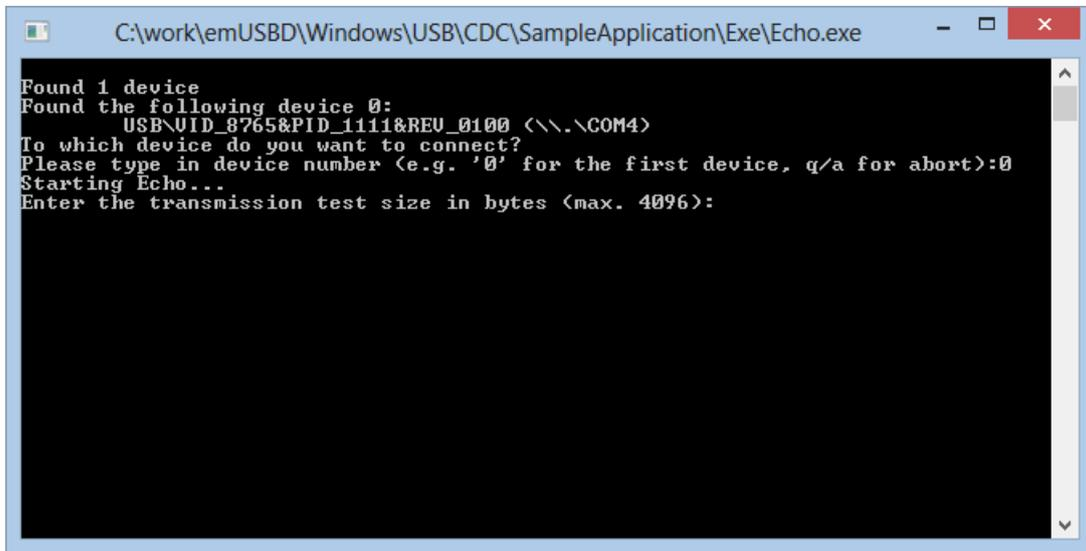 C:\work\emUSBD\Windows\USB\CDC\SampleApplication\Exe\Echo.exe
Found 1 device
Found the following device 0:
USB\VID_8765&PID_1111&REV_0100 (\\.\COM4)
To which device do you want to connect?
Please type in device number (e.g. '0' for the first device, q/a for abort):0
Starting Echo...
Enter the transmission test size in bytes (max. 4096):